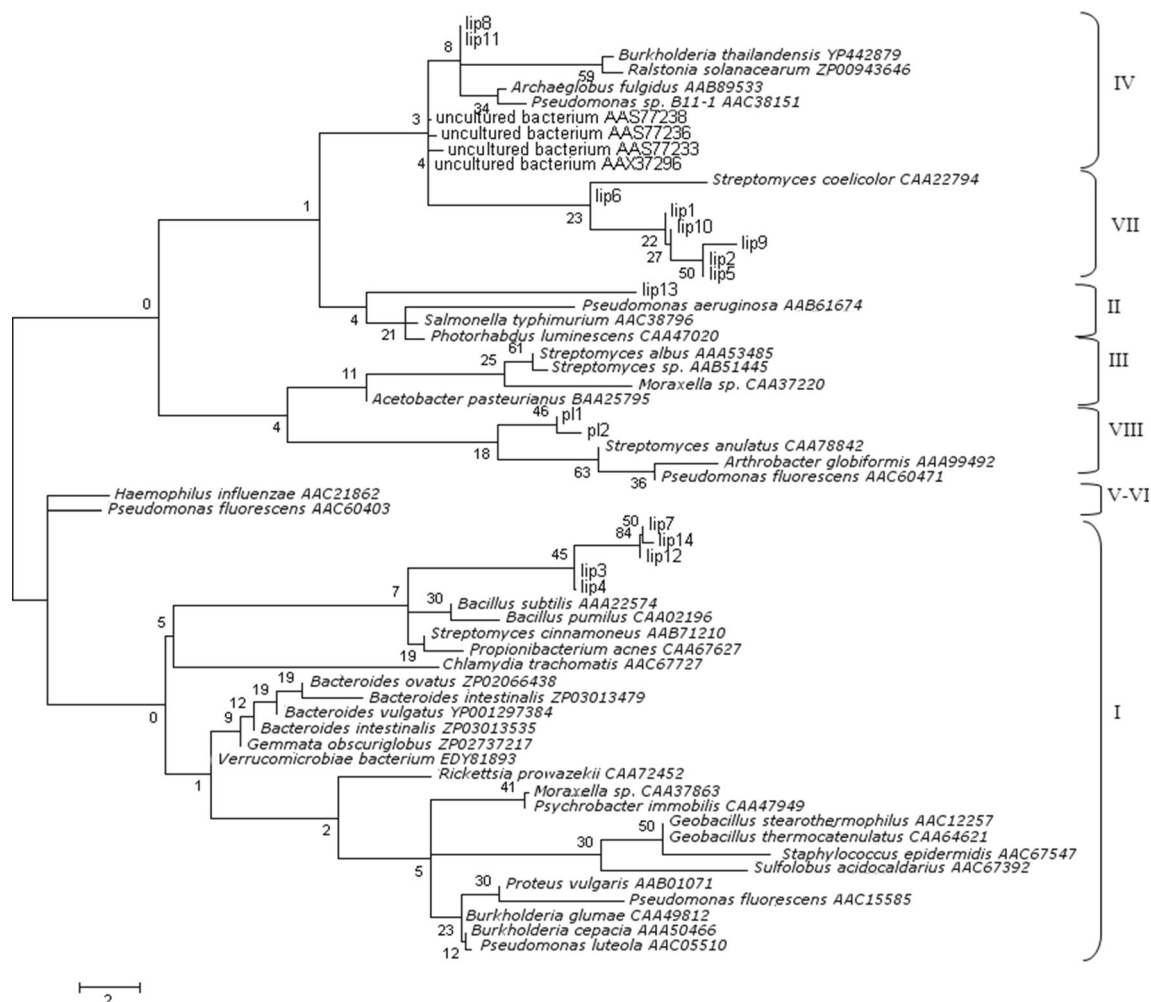 lip8
lip11
8
Burkholderia thailandensis YP442879
59
Ralstonia solanacearum ZP00943646
Archaeglobus fulgidus AAB89533
34
Pseudomonas sp. B11-1 AAC38151
IV
3
uncultured bacterium AAS77238
uncultured bacterium AAS77236
uncultured bacterium AAS77233
4
uncultured bacterium AAX37296
Streptomyces coelicolor CAA22794
lip6
23
1
lip1
lip10
VII
22
lip9
27
lip2
50
lip5
0
lip13
Pseudomonas aeruginosa AAB61674
II
4
Salmonella typhimurium AAC38796
21
Photorhabdus luminescens CAA47020
61
Streptomyces albus AAA53485
25
Streptomyces sp. AAB51445
III
11
Moraxella sp. CAA37220
Acetobacter pasteurianus BAA25795
46
pl1
4
pl2
VIII
18
Streptomyces anulatus CAA78842
63
Arthrobacter globiformis AAA99492
36
Pseudomonas fluorescens AAC60471
Haemophilus influenzae AAC21862
V-VI
Pseudomonas fluorescens AAC60403
50
lip7
84
lip14
45
lip12
lip3
lip4
7
30
Bacillus subtilis AAA22574
Bacillus pumilus CAA02196
5
Streptomyces cinnamoneus AAB71210
19
Propionibacterium acnes CAA67627
Chlamydia trachomatis AAC67727
19
Bacteroides ovatus ZP02066438
19
Bacteroides intestinalis ZP03013479
12
Bacteroides vulgatus YP001297384
I
0
9
Bacteroides intestinalis ZP03013535
Gemmata obscuriglobus ZP02737217
Verrucomicrobiae bacterium EDY81893
1
Rickettsia prowazekii CAA72452
41
Moraxella sp. CAA37863
Psychrobacter immobilis CAA47949
2
50
Geobacillus stearothermophilus AAC12257
Geobacillus thermocatenulatus CAA64621
30
Staphylococcus epidermidis AAC67547
5
Sulfolobus acidocaldarius AAC67392
30
Proteus vulgaris AAB01071
Pseudomonas fluorescens AAC15585
Burkholderia glumae CAA49812
23
Burkholderia cepacia AAA50466
12
Pseudomonas luteola AAC05510
2